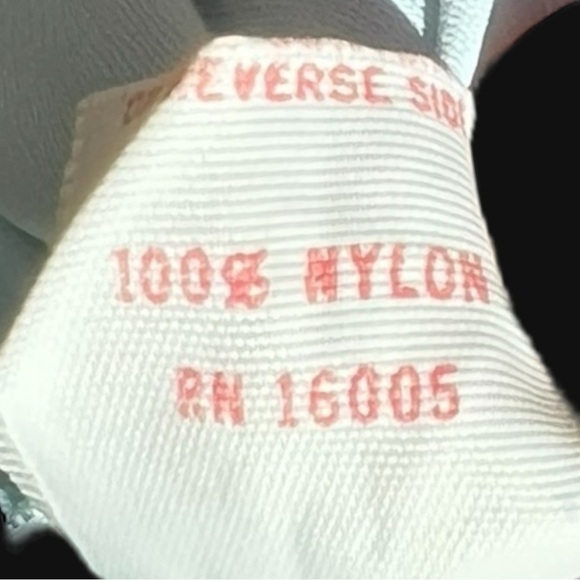 REVERSE SIDE
100% NYLON
RN 16005